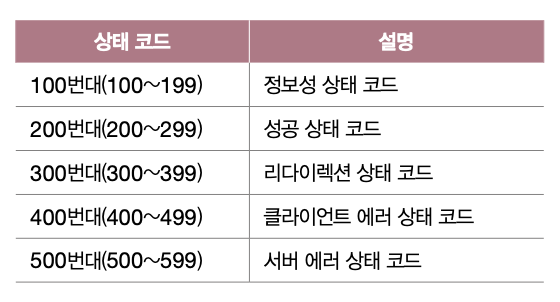 상태 코드 설명
100번대(100~199) 정보성 상태 코드
200번대(200~299) 성공 상태 코드
300번대(300~399) 리다이렉션 상태 코드
400번대(400~499) 클라이언트 에러 상태 코드
500번대(500~599) 서버 에러 상태 코드